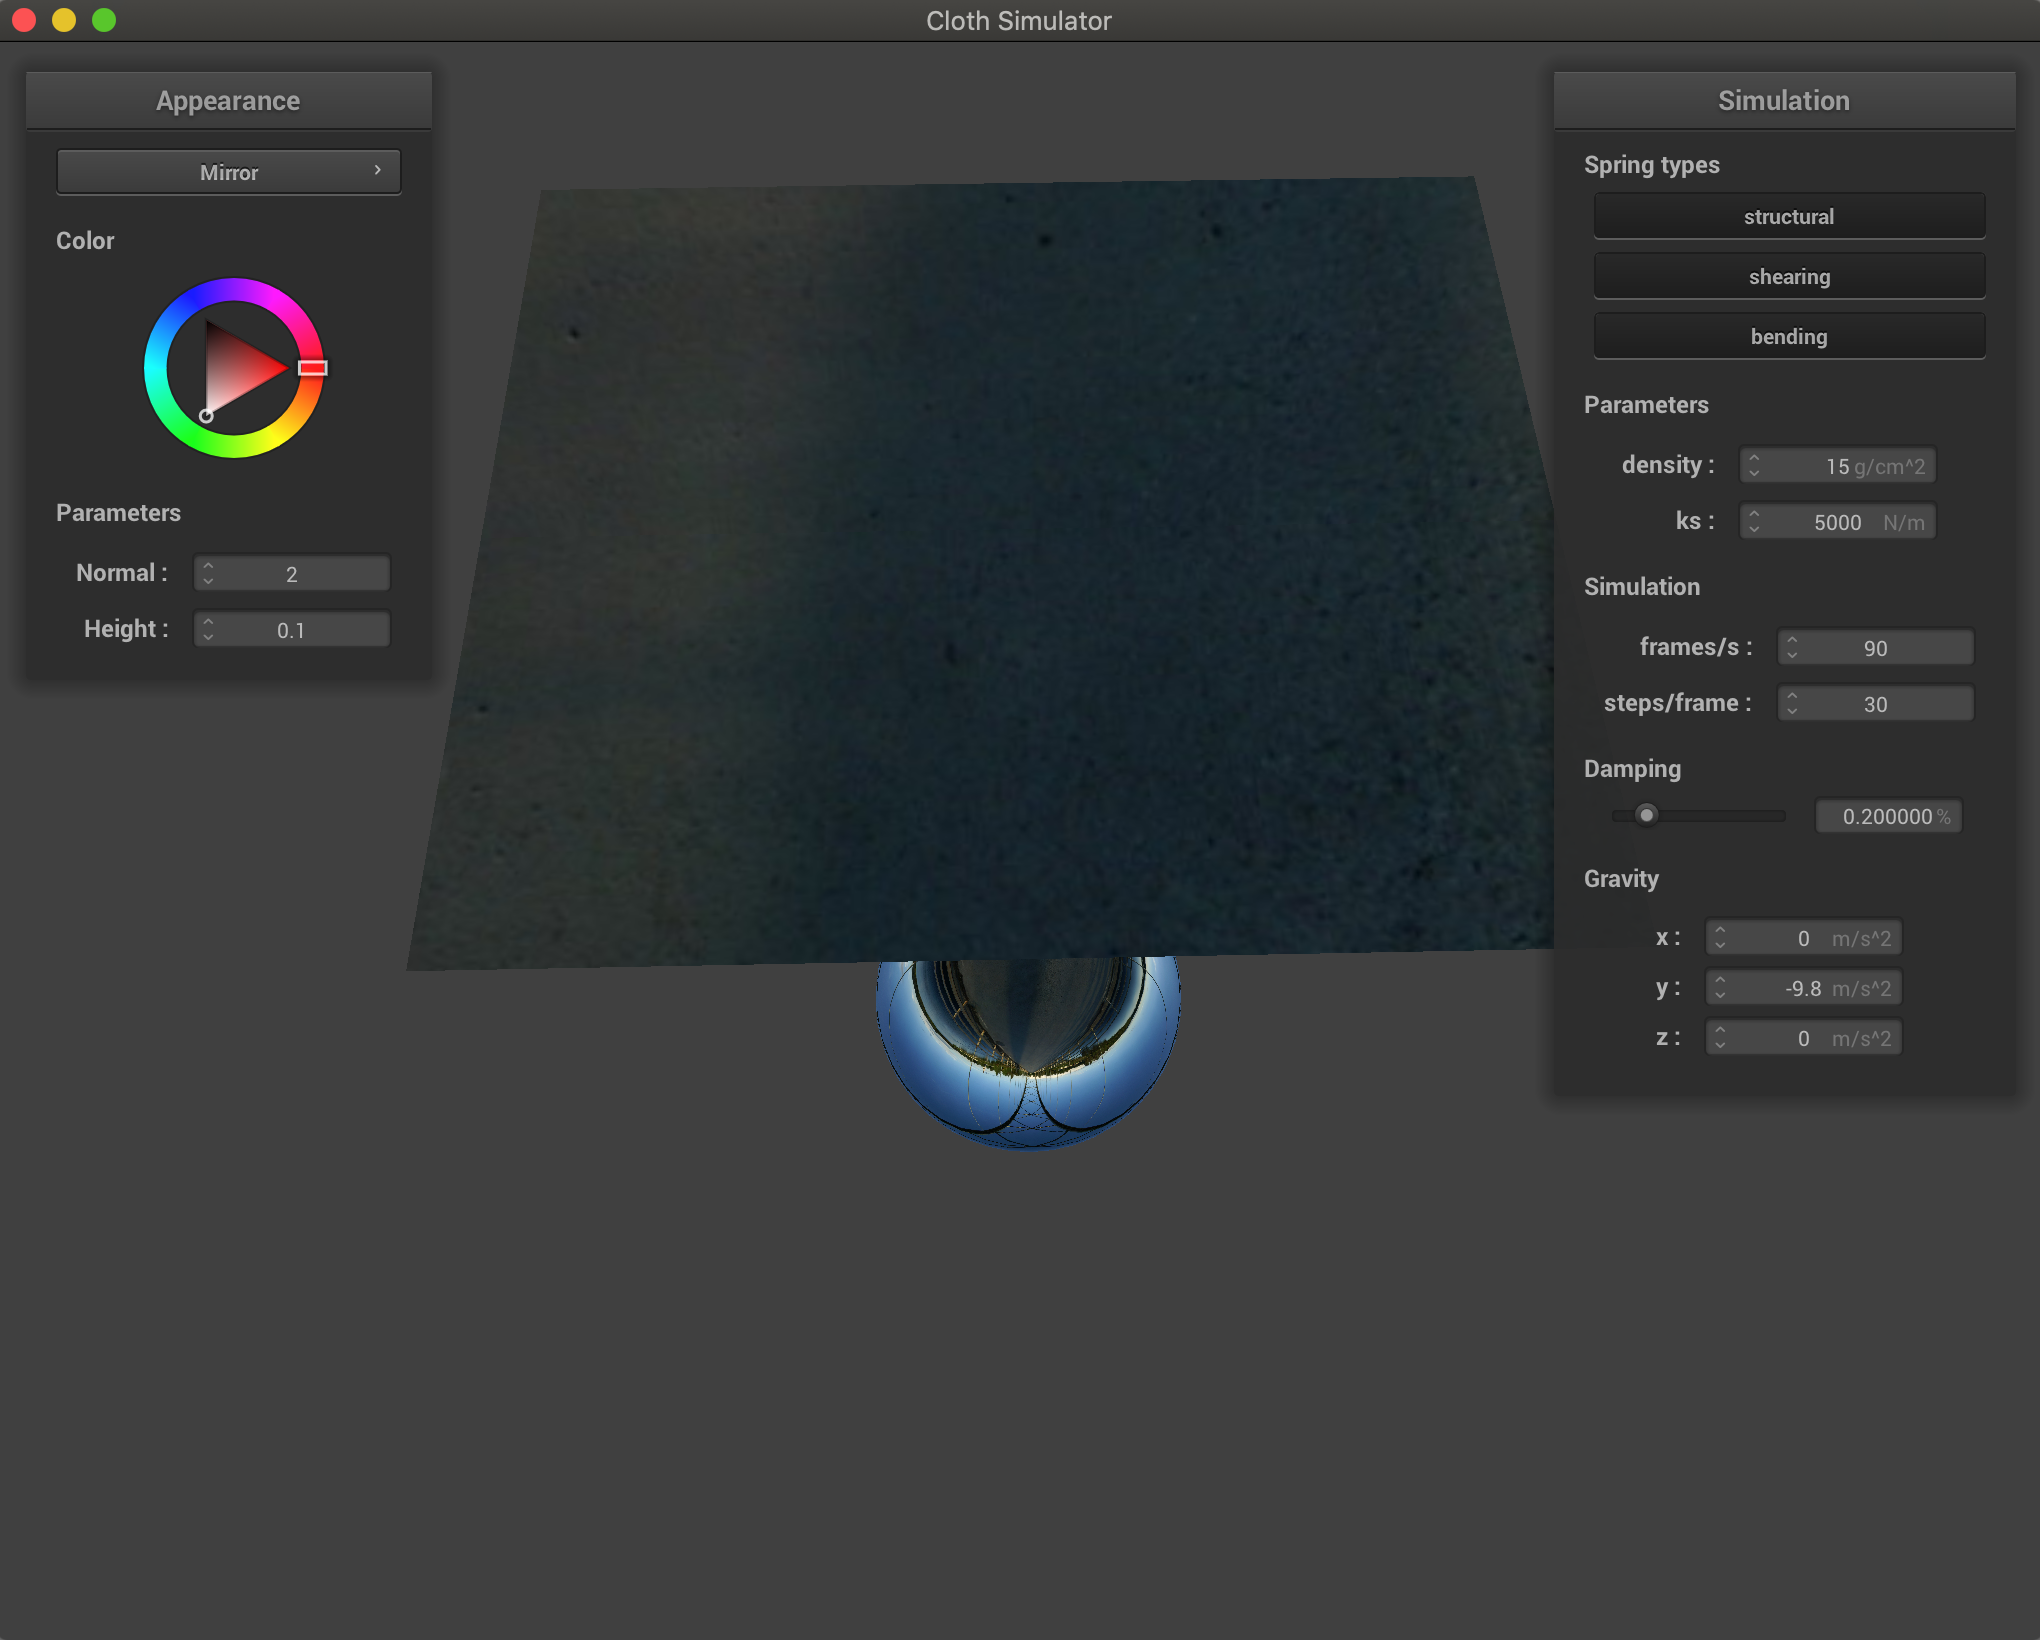 Cloth Simulator
Appearance
Mirror
Color
Parameters
Normal : 2
Height : 0.1
Simulation
Spring types
structural
shearing
bending
Parameters
density : 15 g/cm^2
ks : 5000 N/m
Simulation
frames/s : 90
steps/frame : 30
Damping
0.200000 %
Gravity
x : 0 m/s^2
y : -9.8 m/s^2
z : 0 m/s^2